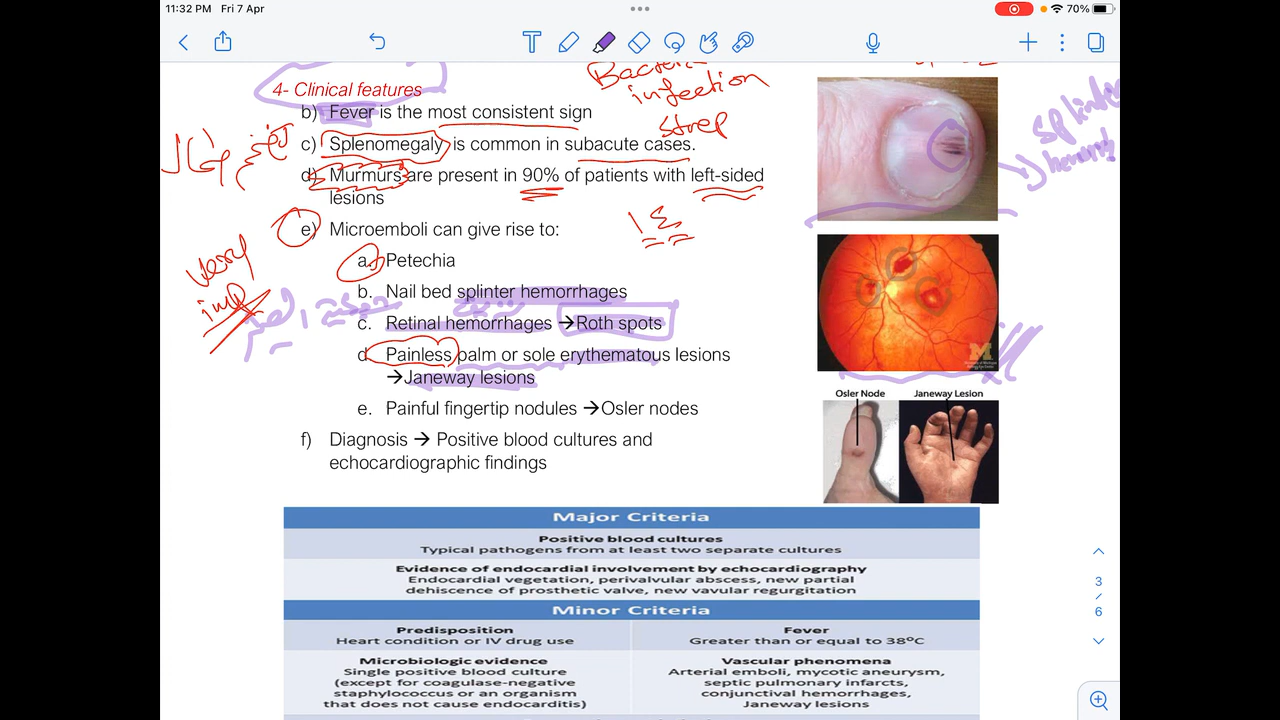 11:32 PM Fri 7 Apr
70%
4- Clinical features
Bacteria
infection
strep
b) Fever is the most consistent sign
c) Splenomegaly is common in subacute cases.
d) Murmurs are present in 90% of patients with left-sided
lesions
e) Microemboli can give rise to:
a. Petechia
b. Nail bed splinter hemorrhages
c. Retinal hemorrhages →Roth spots
d. Painless palm or sole erythematous lesions
→Janeway lesions
e. Painful fingertip nodules →Osler nodes
f) Diagnosis → Positive blood cultures and
echocardiographic findings
Very
imp
Osler Node Janeway Lesion
Major Criteria
Positive blood cultures
Typical pathogens from at least two separate cultures
Evidence of endocardial involvement by echocardiography
Endocardial vegetation, perivalvular abscess, new partial
dehiscence of prosthetic valve, new vavular regurgitation
Minor Criteria
Predisposition
Heart condition or IV drug use
Fever
Greater than or equal to 38ºC
Microbiologic evidence
Single positive blood culture
(except for coagulase-negative
staphylococcus or an organism
that does not cause endocarditis)
Vascular phenomena
Arterial emboli, mycotic aneurysm,
septic pulmonary infarcts,
conjunctival hemorrhages,
Janeway lesions
3
/
6